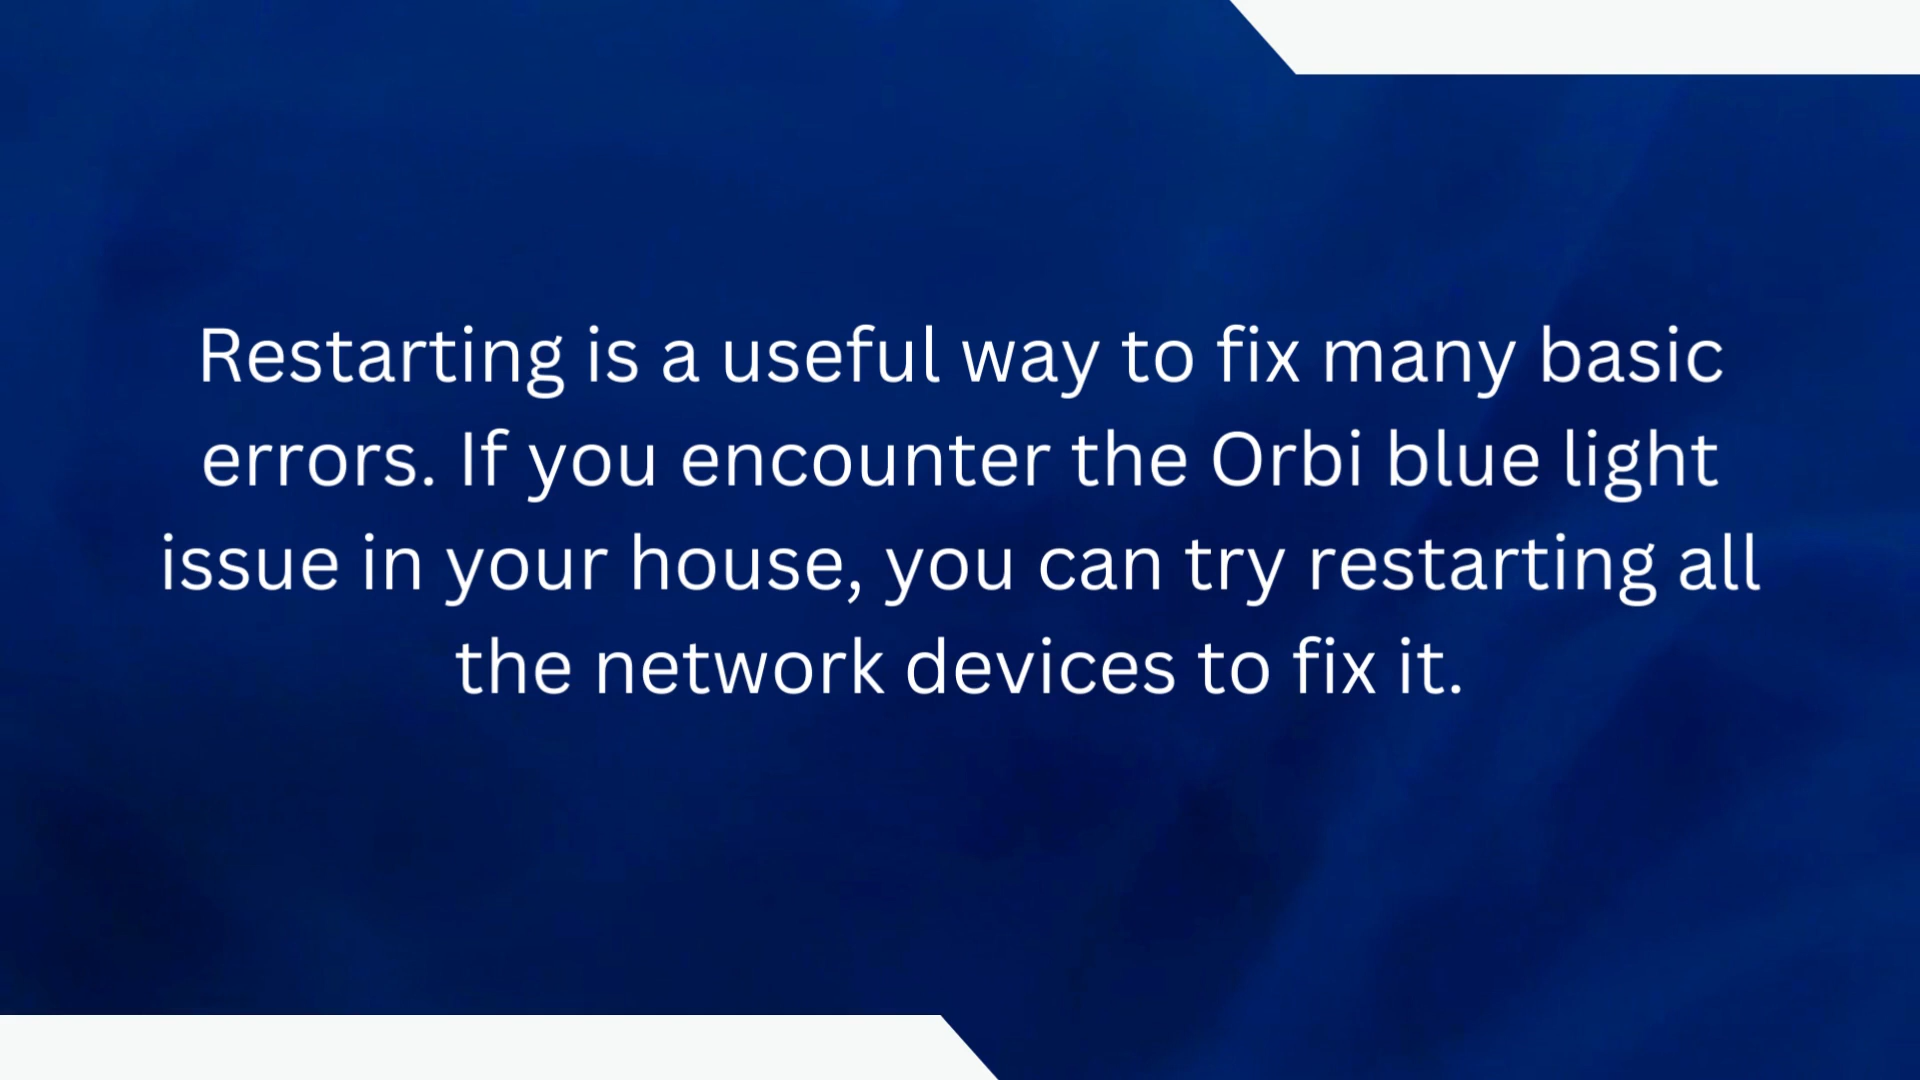 Restarting is a useful way to fix many basic
errors. If you encounter the Orbi blue light
issue in your house, you can try restarting all
the network devices to fix it.